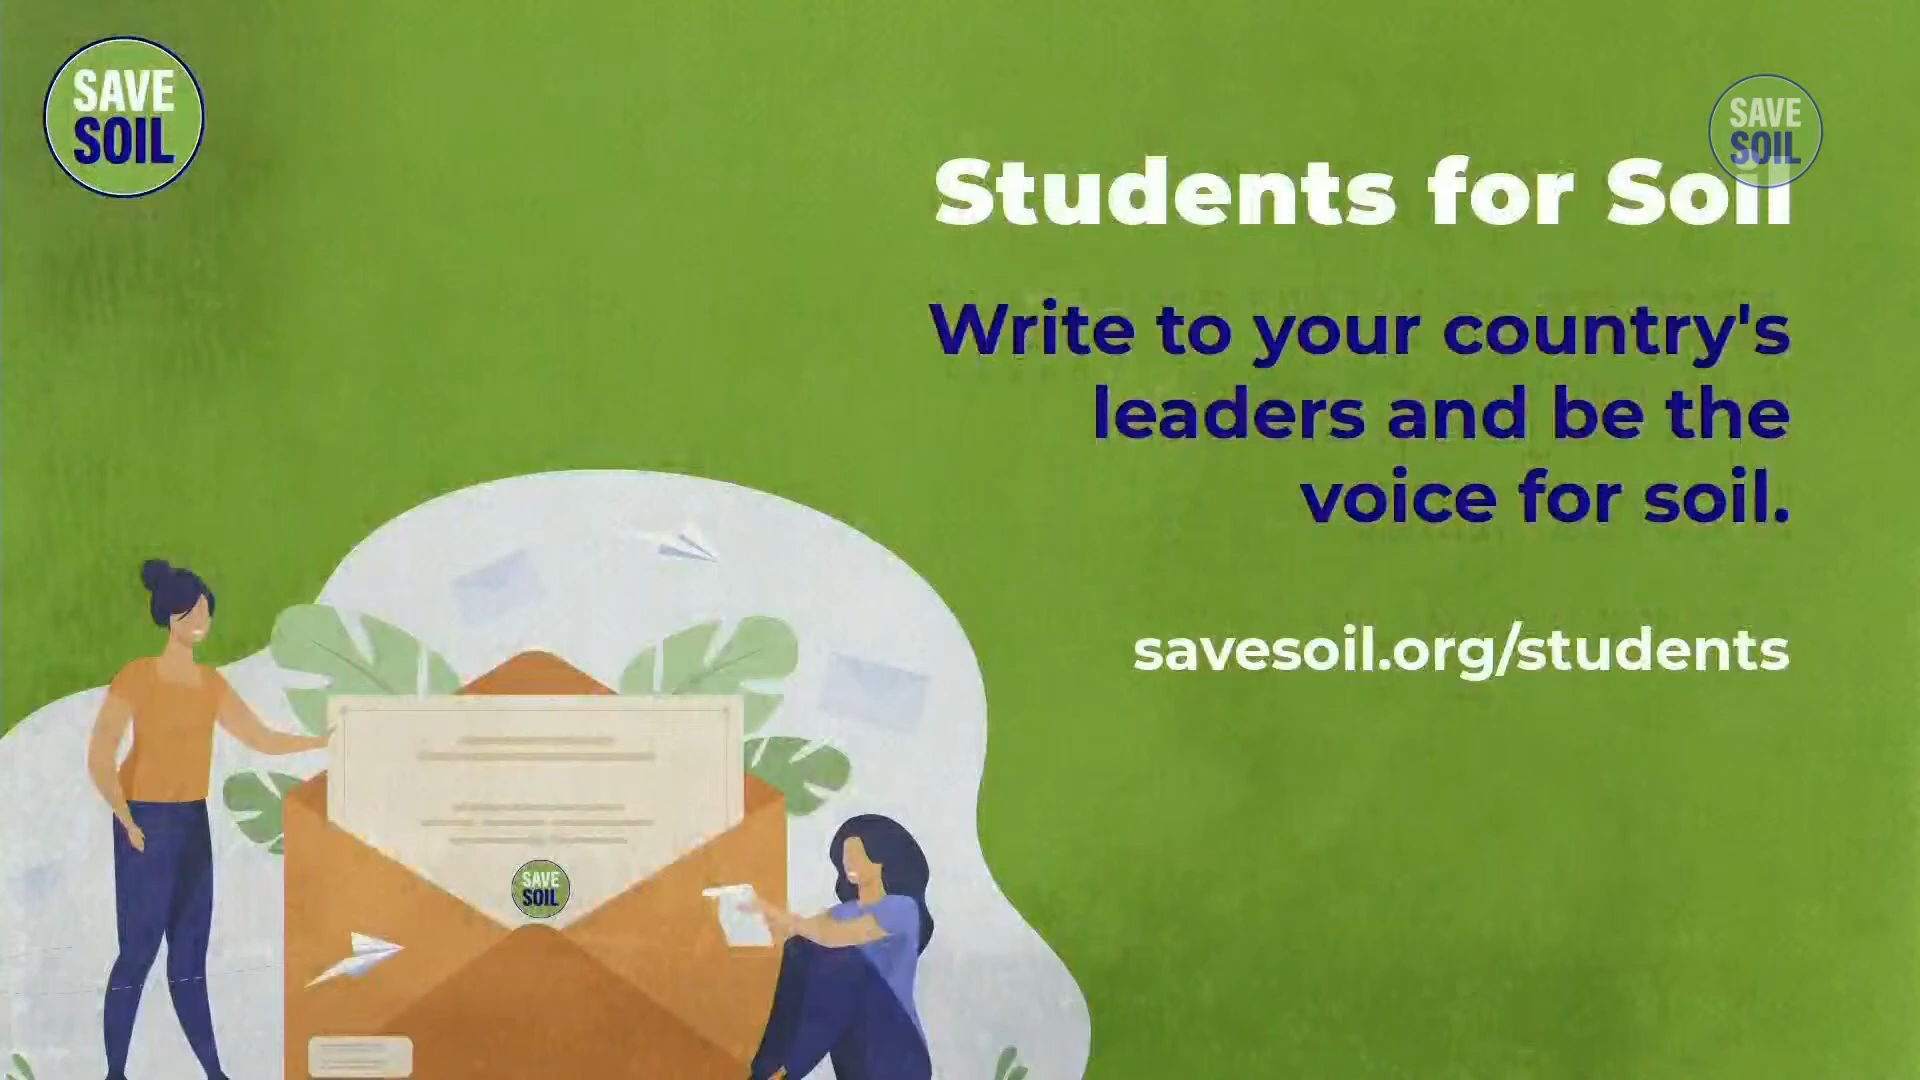 SAVE
SOIL
SAVE
SOIL
Students for Soil
Write to your country's
leaders and be the
voice for soil.
savesoil.org/students
SAVE
SOIL